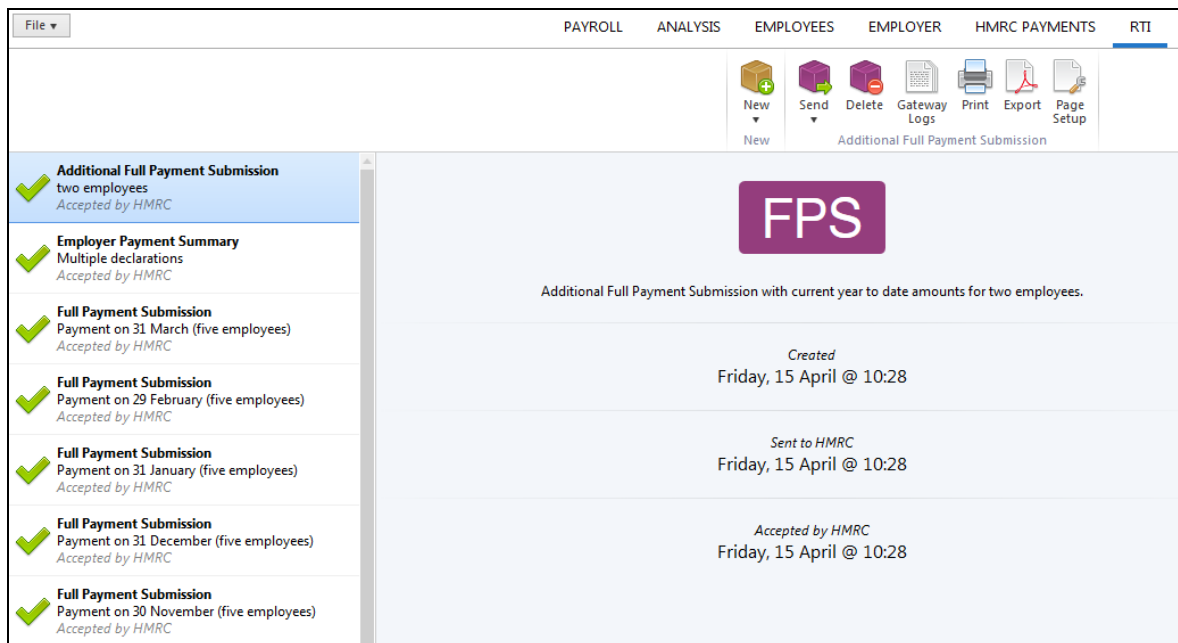 File
PAYROLL ANALYSIS EMPLOYEES EMPLOYER HMRC PAYMENTS RTI
New Send Delete Gateway Logs Print Export Page Setup
New Additional Full Payment Submission
Additional Full Payment Submission
two employees
Accepted by HMRC
Employer Payment Summary
Multiple declarations
Accepted by HMRC
Full Payment Submission
Payment on 31 March (five employees)
Accepted by HMRC
Full Payment Submission
Payment on 29 February (five employees)
Accepted by HMRC
Full Payment Submission
Payment on 31 January (five employees)
Accepted by HMRC
Full Payment Submission
Payment on 31 December (five employees)
Accepted by HMRC
Full Payment Submission
Payment on 30 November (five employees)
Accepted by HMRC
FPS
Additional Full Payment Submission with current year to date amounts for two employees.
Created
Friday, 15 April @ 10:28
Sent to HMRC
Friday, 15 April @ 10:28
Accepted by HMRC
Friday, 15 April @ 10:28